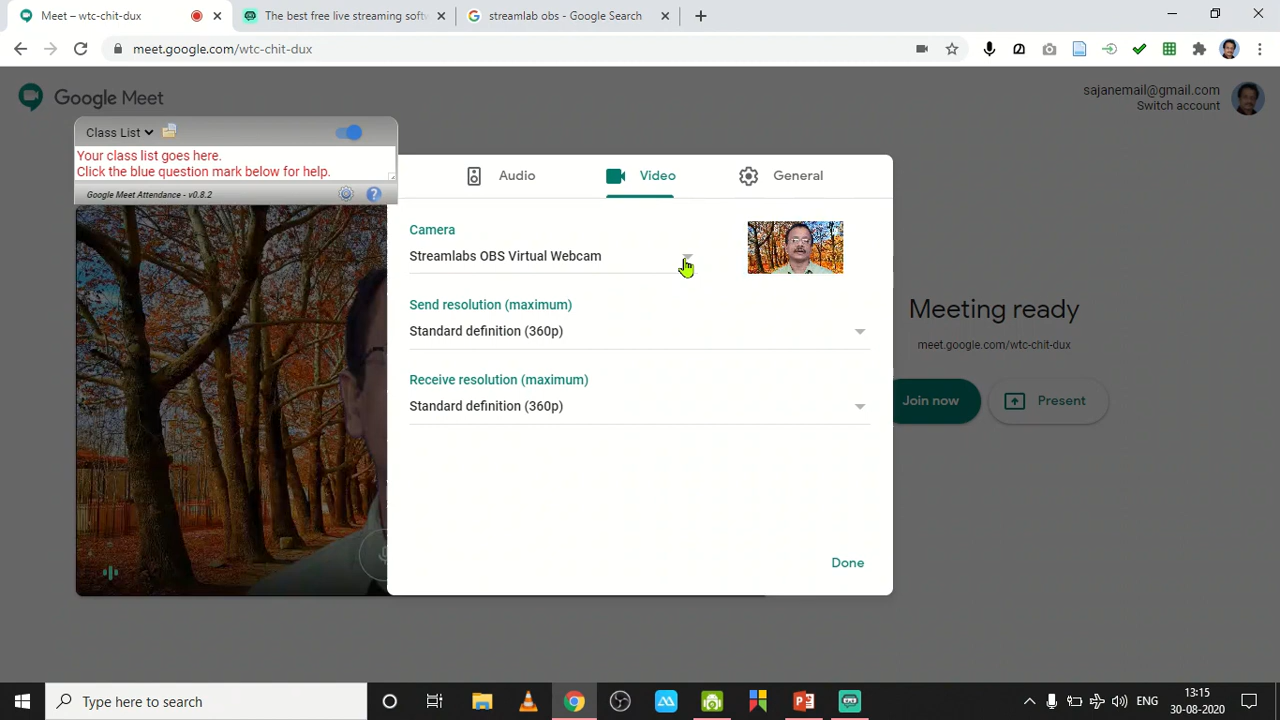 Meet – wtc-chit-dux
The best free live streaming softw
streamlab obs - Google Search
meet.google.com/wtc-chit-dux
Google Meet
sajanemail@gmail.com
Switch account
Class List
Your class list goes here.
Click the blue question mark below for help.
Google Meet Attendance - v0.8.2
?
Audio
Video
General
Camera
Streamlabs OBS Virtual Webcam
Send resolution (maximum)
Standard definition (360p)
Receive resolution (maximum)
Standard definition (360p)
Done
Meeting ready
meet.google.com/wtc-chit-dux
Join now
Present
Type here to search
ENG
13:15
30-08-2020